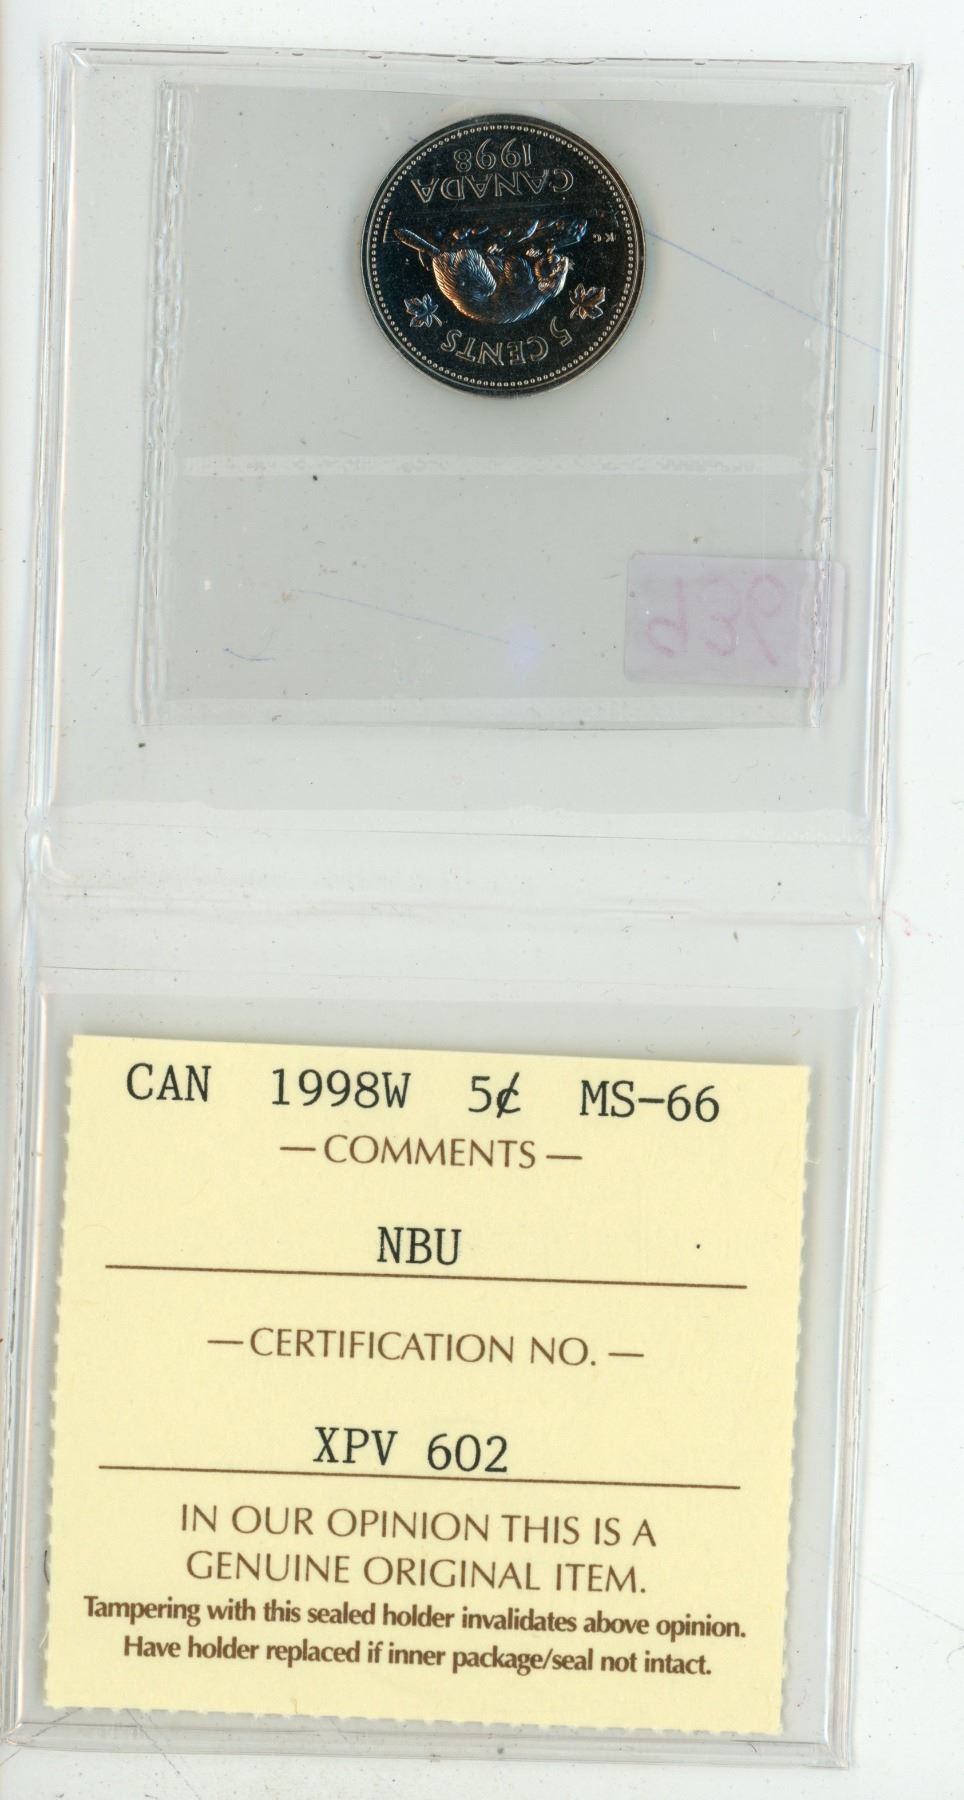 1998
CANADA
KG
5 CENTS
CAN 1998W 5¢ MS-66
—COMMENTS—
NBU
—CERTIFICATION NO.—
XPV 602
IN OUR OPINION THIS IS A
GENUINE ORIGINAL ITEM.
Tampering with this sealed holder invalidates above opinion.
Have holder replaced if inner package/seal not intact.